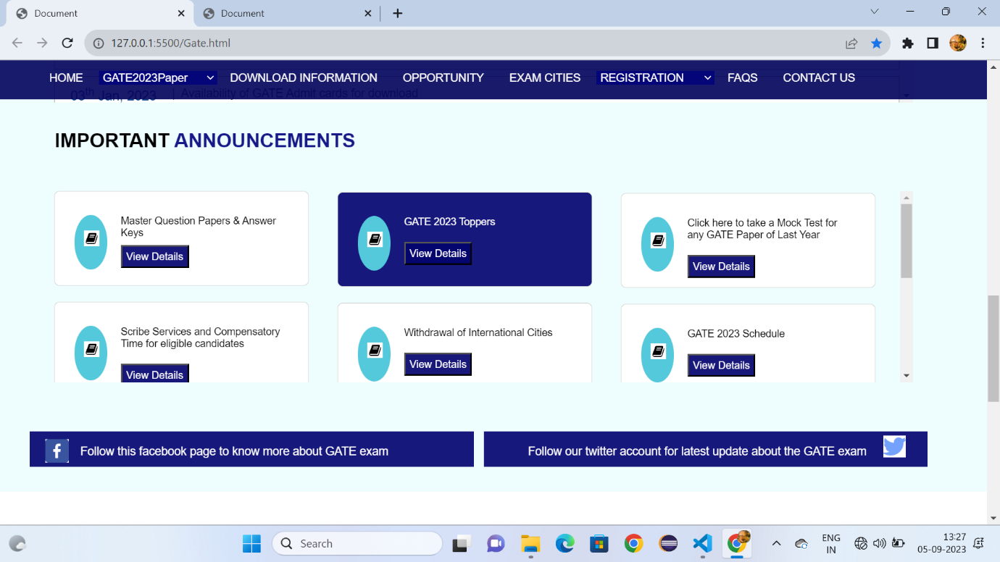 Document
Document
127.0.0.1:5500/Gate.html
HOME GATE2023Paper DOWNLOAD INFORMATION OPPORTUNITY EXAM CITIES REGISTRATION FAQS CONTACT US
03th Jan, 2023 | Availability of GATE Admit cards for download
IMPORTANT ANNOUNCEMENTS
Master Question Papers & Answer
Keys
View Details
GATE 2023 Toppers
View Details
Click here to take a Mock Test for
any GATE Paper of Last Year
View Details
Scribe Services and Compensatory
Time for eligible candidates
View Details
Withdrawal of International Cities
View Details
GATE 2023 Schedule
View Details
Follow this facebook page to know more about GATE exam
Follow our twitter account for latest update about the GATE exam
Search
ENG
IN
13:27
05-09-2023